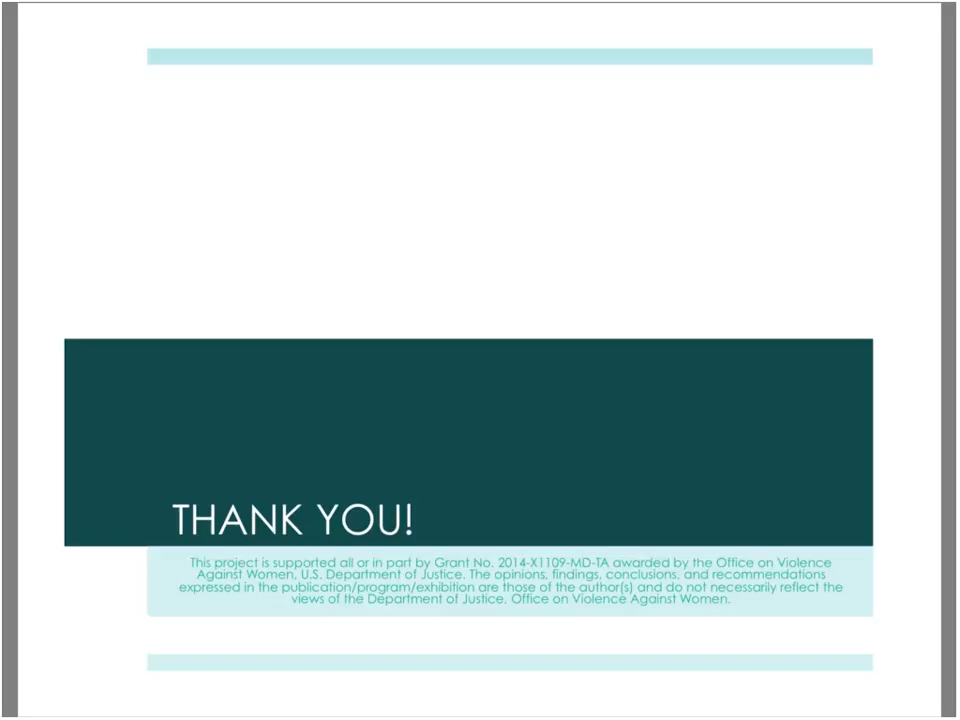 THANK YOU!
This project is supported all or in part by Grant No. 2014-X1109-MD-TA awarded by the Office on Violence
Against Women, U.S. Department of Justice. The opinions, findings, conclusions, and recommendations
expressed in the publication/program/exhibition are those of the author(s) and do not necessarily reflect the
views of the Department of Justice. Office on Violence Against Women.